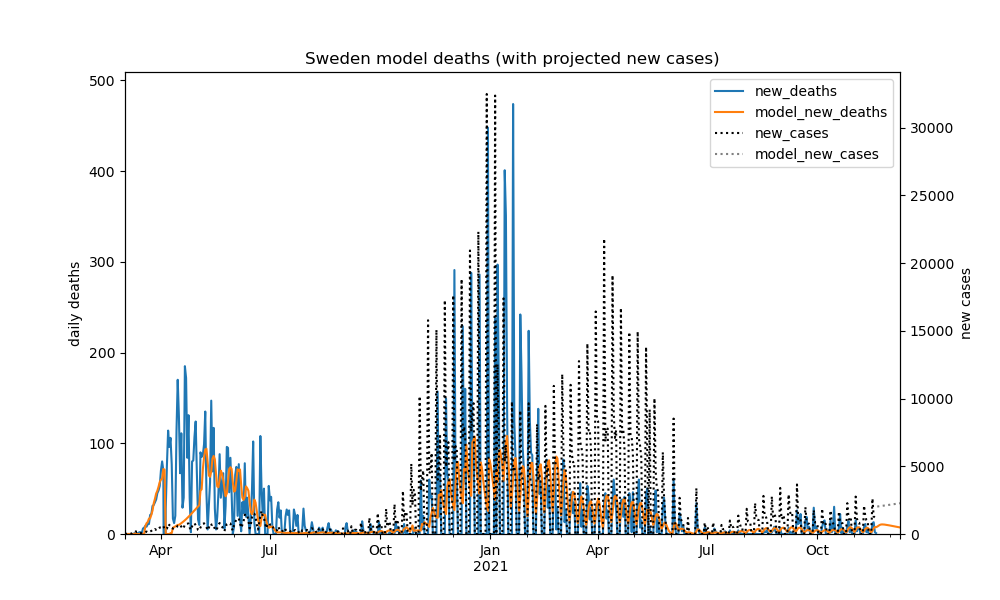 Sweden model deaths (with projected new cases)
500
400
300
200
100
0
daily deaths
new_deaths
model_new_deaths
new_cases
model_new_cases
30000
25000
20000
15000
10000
5000
0
new cases
Apr
Jul
Oct
Jan
2021
Apr
Jul
Oct